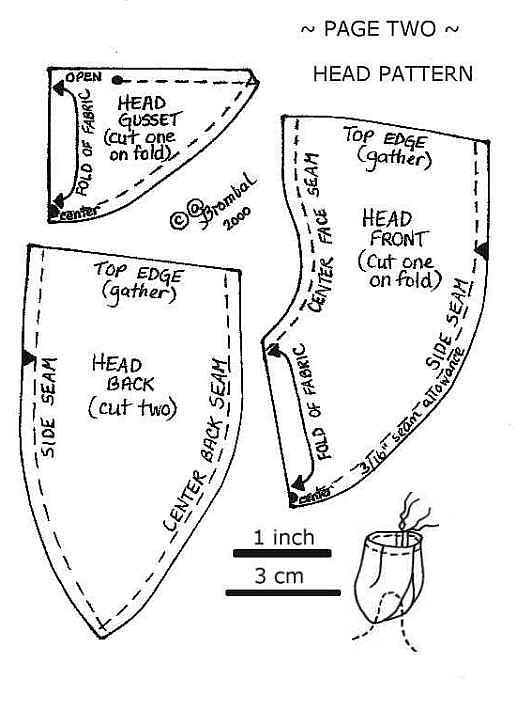 ~ PAGE TWO ~
HEAD PATTERN
OPEN
HEAD
GUSSET
(cut one
on fold)
FOLD OF FABRIC
center
© @ JBrombal
2000
TOP EDGE
(gather)
CENTER FACE SEAM
HEAD
FRONT
(Cut one
on fold)
SIDE SEAM
FOLD OF FABRIC
3/16" seam allowance
center
TOP EDGE
(gather)
SIDE SEAM
HEAD
BACK
(cut two)
CENTER BACK SEAM
1 inch
3 cm